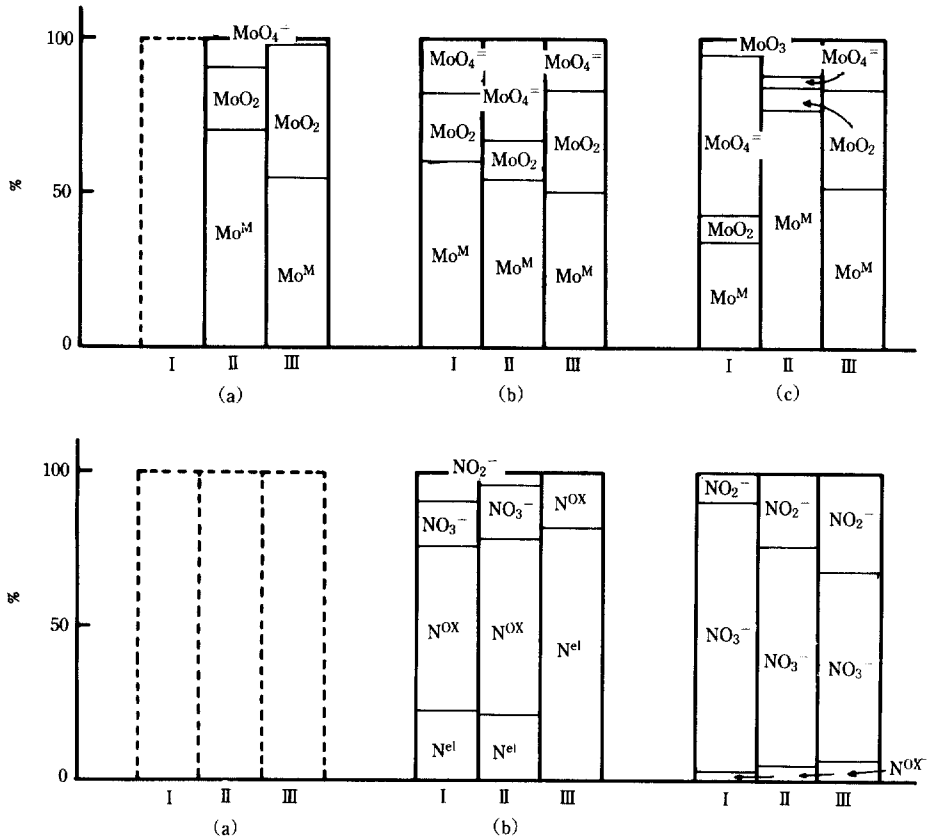 100
MoO₄⁼
MoO₂
MoO₂
Mo^M
Mo^M
MoO₄⁼
MoO₄⁼
MoO₄⁼
MoO₂
MoO₂
MoO₂
Mo^M
Mo^M
Mo^M
MoO₃
MoO₄⁼
MoO₄⁼
MoO₂
MoO₂
Mo^M
Mo^M
Mo^M
50
%
0
I II III
I II III
I II III
(a) (b) (c)
100
NO₂⁻
NO₃⁻
NO₃⁻
N^OX
N^OX
N^OX
N^el
N^el
N^el
NO₂⁻
NO₂⁻
NO₂⁻
NO₃⁻
NO₃⁻
NO₃⁻
N^OX⁻
50
%
0
I II III
I II III
I II III
(a) (b)